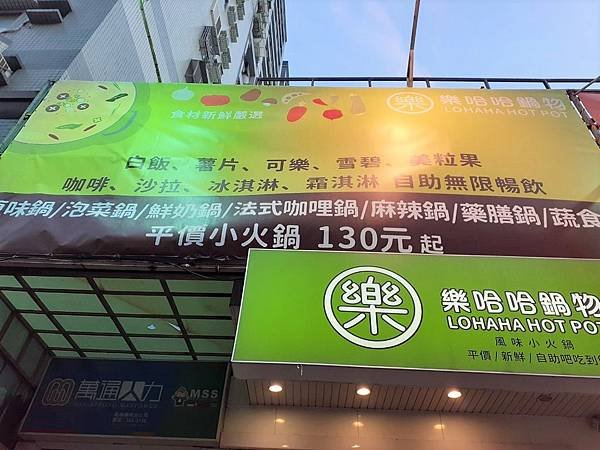 食材新鮮嚴選
樂 樂哈哈鍋物
LOHAHA HOT POT
白飯、薯片、可樂、雪碧、美粒果
咖啡、沙拉、冰淇淋、霜淇淋 自助無限暢飲
原味鍋/泡菜鍋/鮮奶鍋/法式咖哩鍋/麻辣鍋/藥膳鍋/蔬食
平價小火鍋 130元起
樂 樂哈哈鍋物
LOHAHA HOT POT
風味小火鍋
平價/新鮮/自助吧吃到
萬通人力
MSS